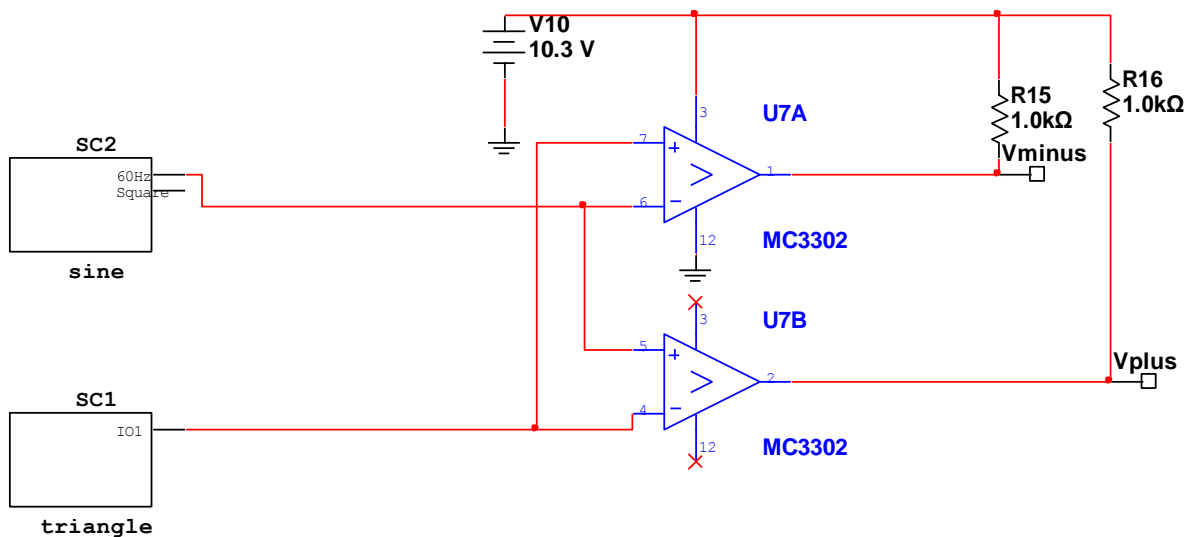 V10
10.3 V
R15
1.0kΩ
R16
1.0kΩ
Vminus
3
U7A
7
+
1
6
−
12
MC3302
SC2
60Hz
Square
sine
3
U7B
5
+
2
4
−
12
MC3302
Vplus
SC1
IO1
triangle